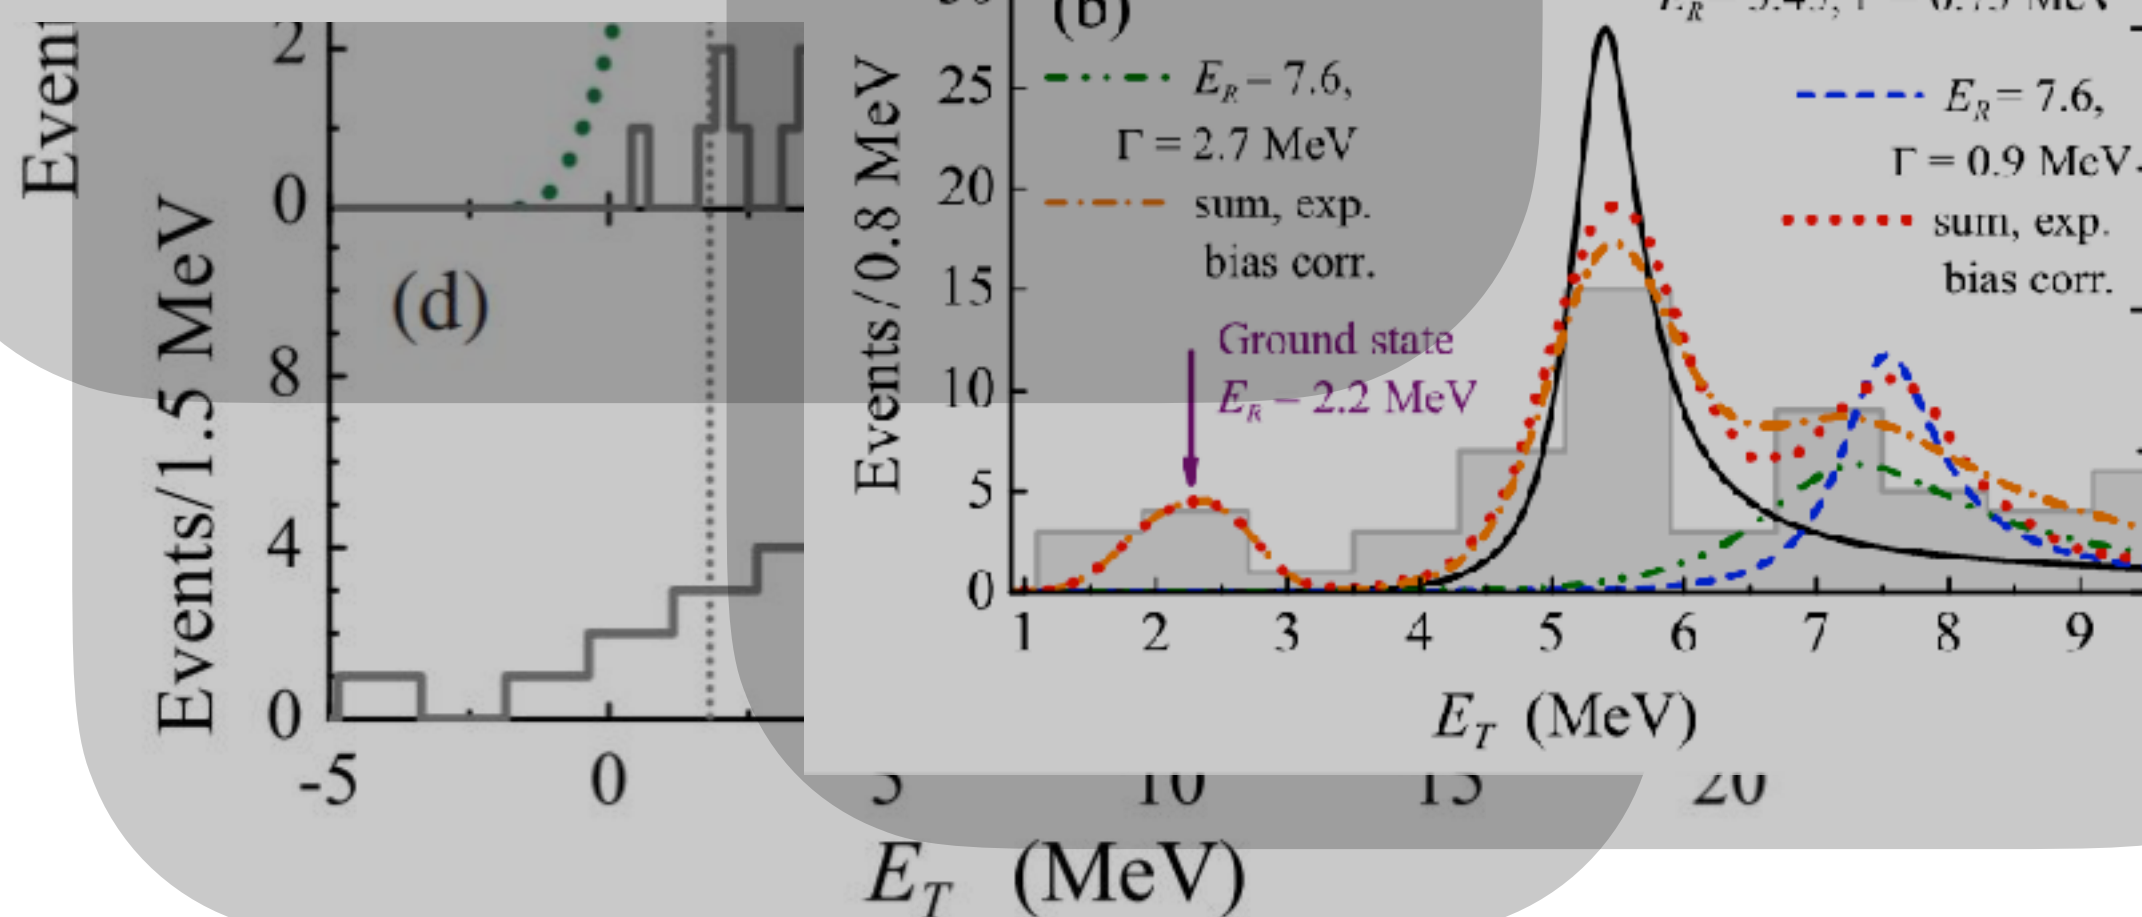 Even
2
0
Events/1.5 MeV
(d)
8
4
0
-5
0
5
10
15
20
E_T (MeV)
(b)
Events/0.8 MeV
25
20
15
10
5
0
E_R – 7.6,
Γ = 2.7 MeV
sum, exp.
bias corr.
Ground state
E_R – 2.2 MeV
E_R = 7.6,
Γ = 0.9 MeV
sum, exp.
bias corr.
1 2 3 4 5 6 7 8 9
E_T (MeV)